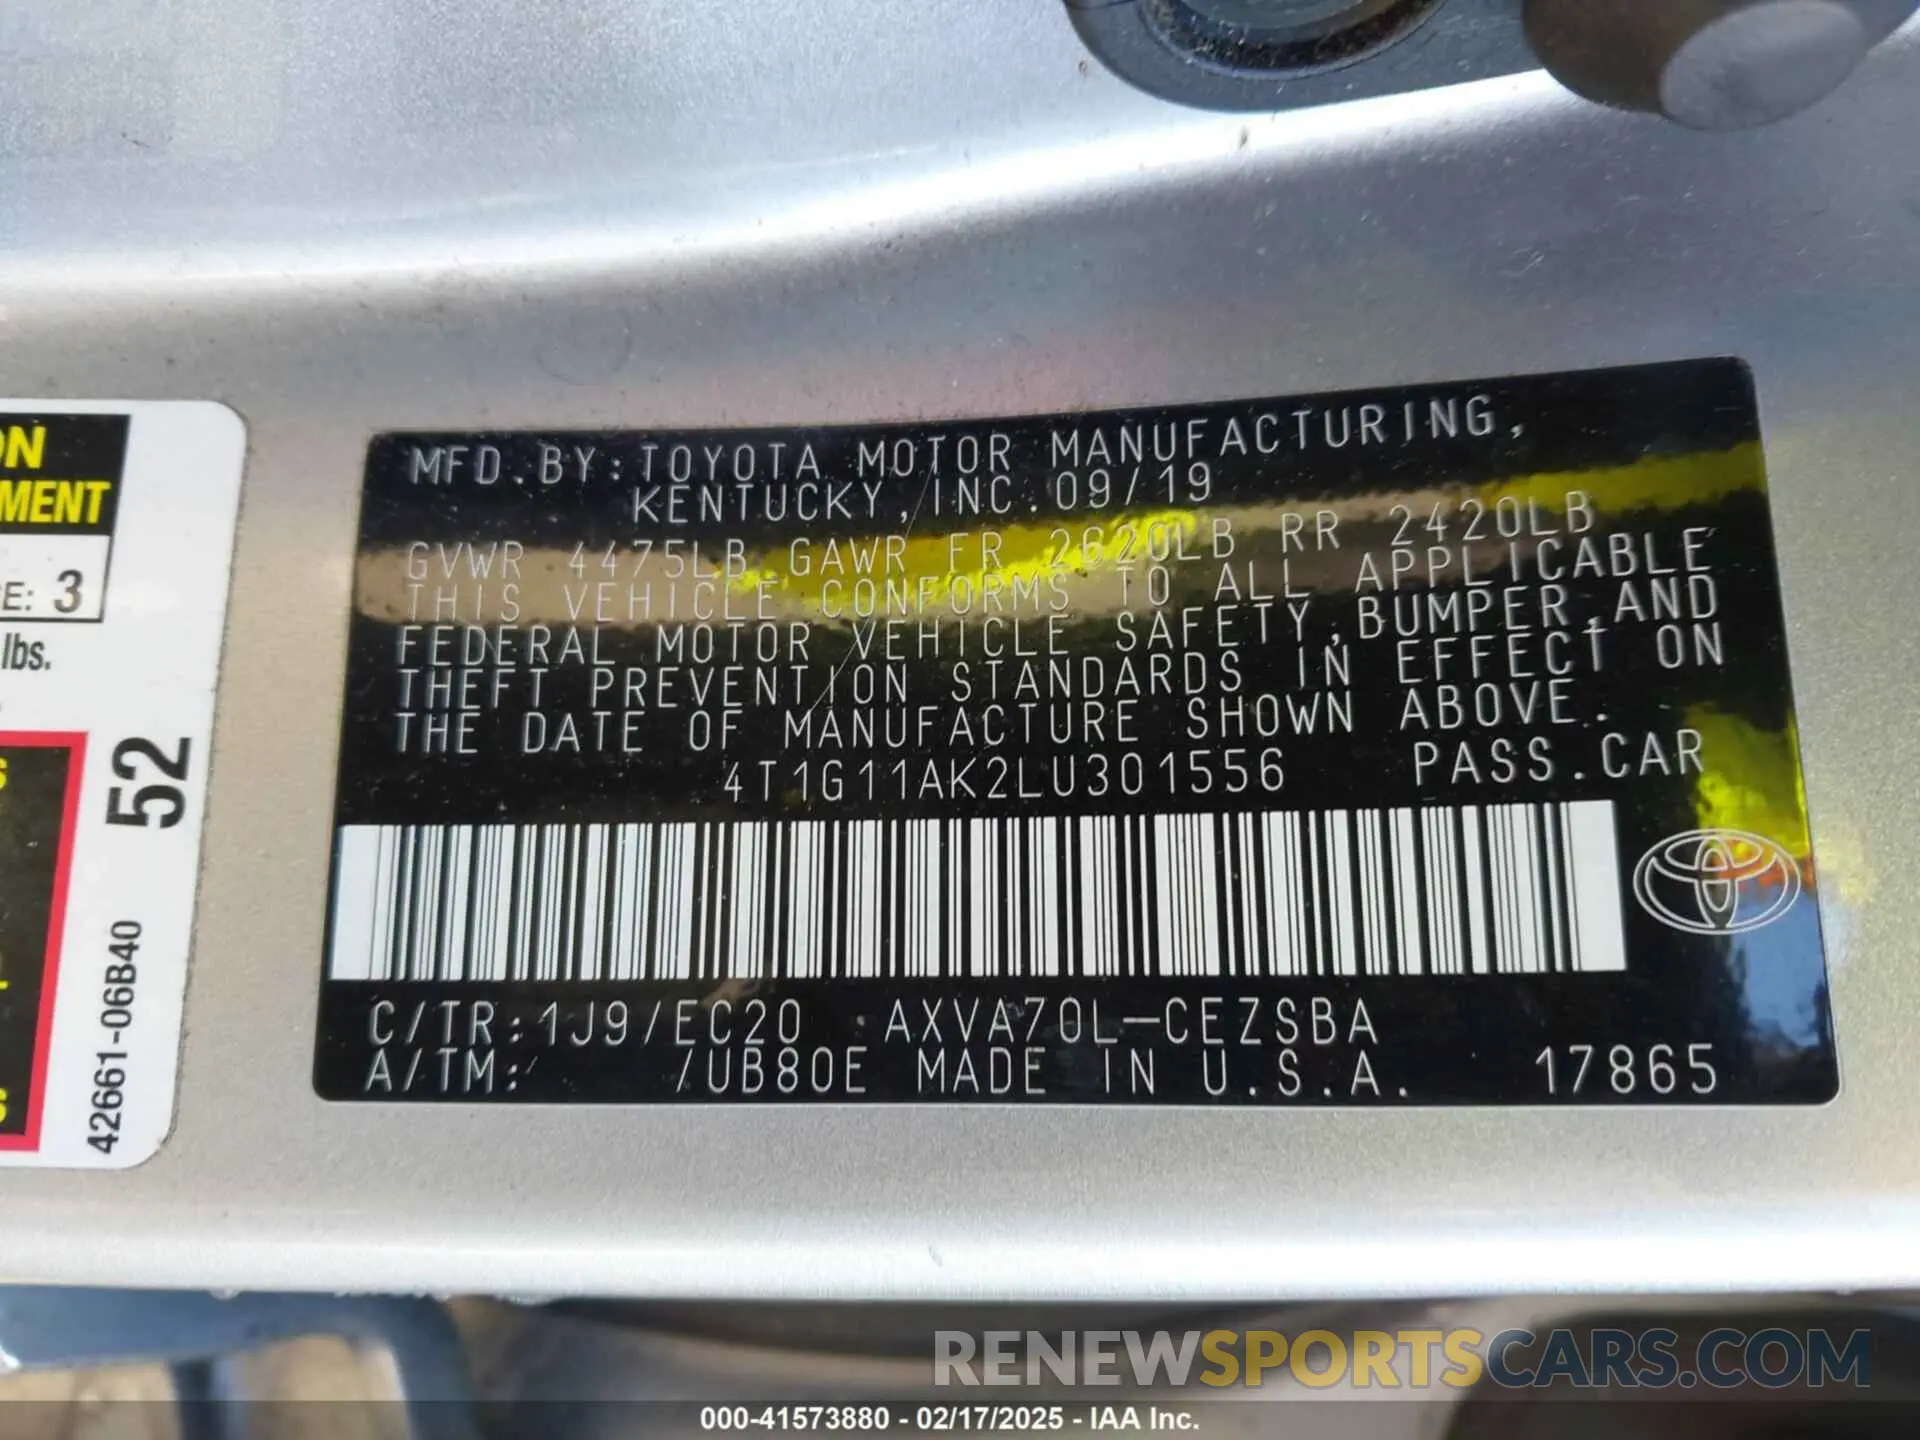 MFD.BY:TOYOTA MOTOR MANUFACTURING,
KENTUCKY,INC. 09/19
GVWR 4475LB GAWR FR 2620LB RR 2420LB
THIS VEHICLE CONFORMS TO ALL APPLICABLE
FEDERAL MOTOR VEHICLE SAFETY,BUMPER,AND
THEFT PREVENTION STANDARDS IN EFFECT ON
THE DATE OF MANUFACTURE SHOWN ABOVE.
4T1G11AK2LU301556 PASS.CAR
C/TR:1J9/EC20 AXVA70L-CEZSBA
A/TM: /UB80E MADE IN U.S.A. 17865
E: 3
lbs.
52
42661-06B40
RENEWSPORTSCARS.COM
000-41573880 - 02/17/2025 - IAA Inc.